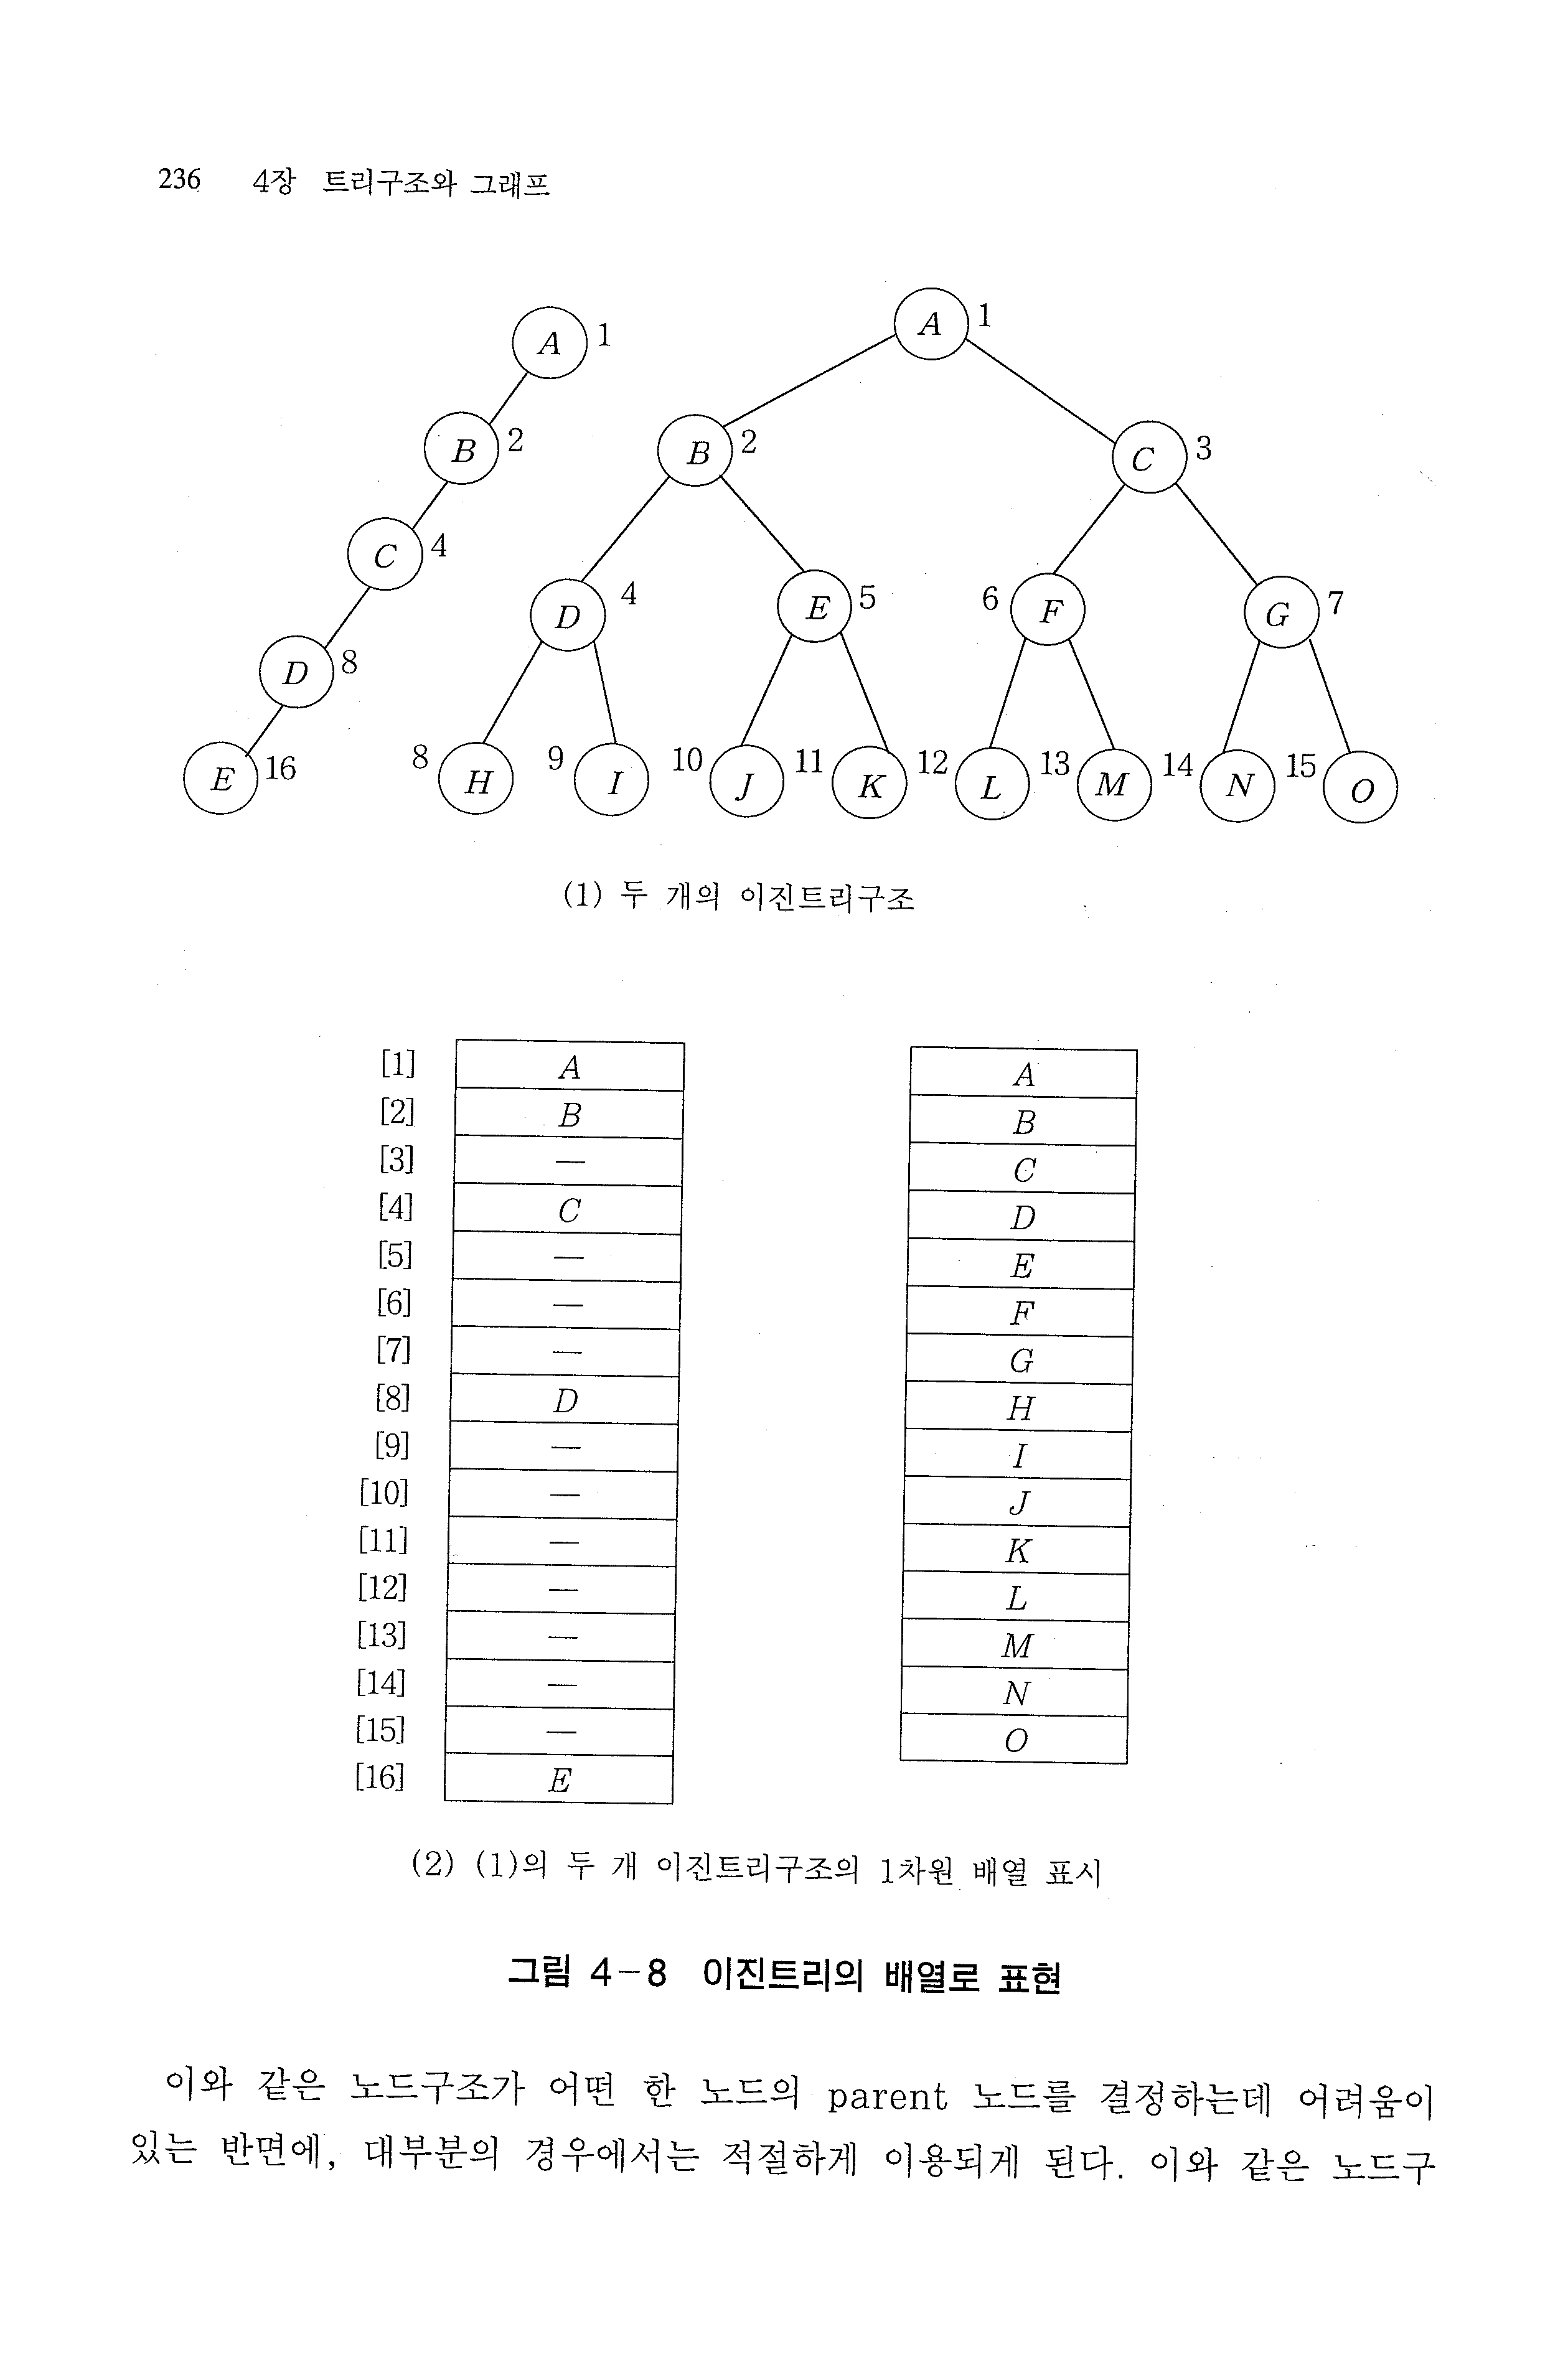 236 4장 트리구조와 그래프
A 1
A 1
B 2
B 2
C 3
C 4
D 4
E 5
6 F
G 7
D 8
E 16
8 H
9 I
10 J
11 K
12 L
13 M
14 N
15 O
(1) 두 개의 이진트리구조
[1] A A
[2] B B
[3] — C
[4] C D
[5] — E
[6] — F
[7] — G
[8] D H
[9] — I
[10] — J
[11] — K
[12] — L
[13] — M
[14] — N
[15] — O
[16] E
(2) (1)의 두 개 이진트리구조의 1차원 배열 표시
그림 4-8 이진트리의 배열로 표현
이와 같은 노드구조가 어떤 한 노드의 parent 노드를 결정하는데 어려움이
있는 반면에, 대부분의 경우에서는 적절하게 이용되게 된다. 이와 같은 노드구